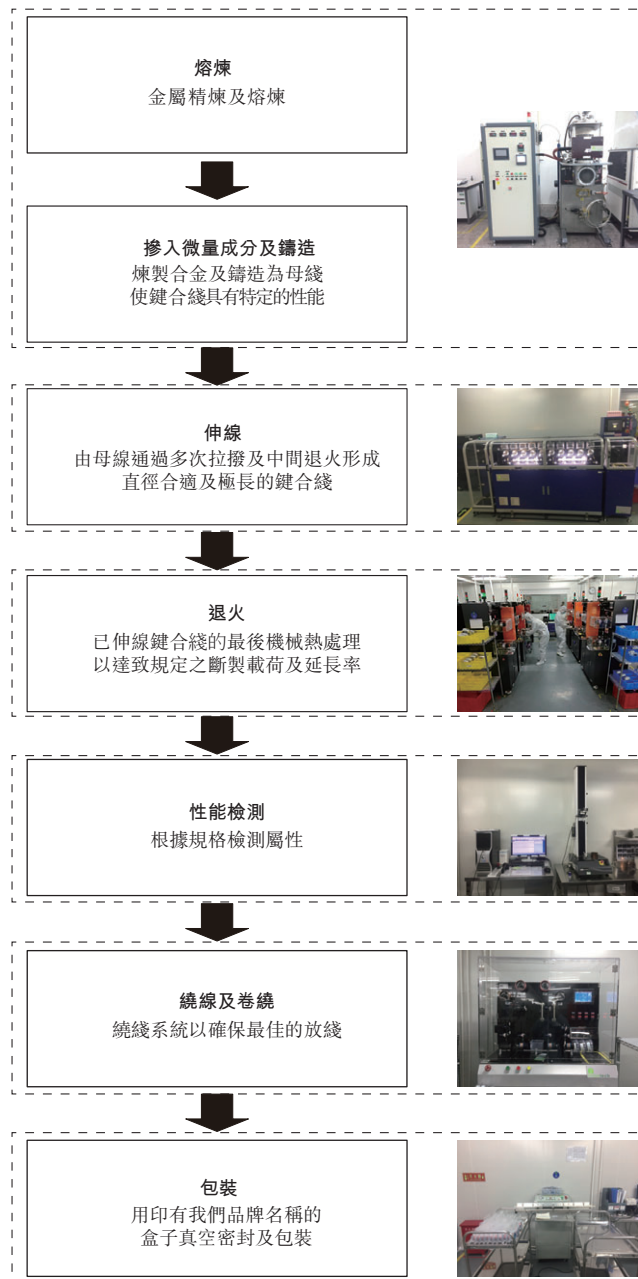 熔煉
金屬精煉及熔煉
摻入微量成分及鑄造
煉製合金及鑄造為母綫
使鍵合綫具有特定的性能
伸線
由母線通過多次拉撥及中間退火形成
直徑合適及極長的鍵合綫
退火
已伸線鍵合綫的最後機械熱處理
以達致規定之斷製載荷及延長率
性能檢測
根據規格檢測屬性
繞線及卷繞
繞綫系統以確保最佳的放綫
包裝
用印有我們品牌名稱的
盒子真空密封及包裝